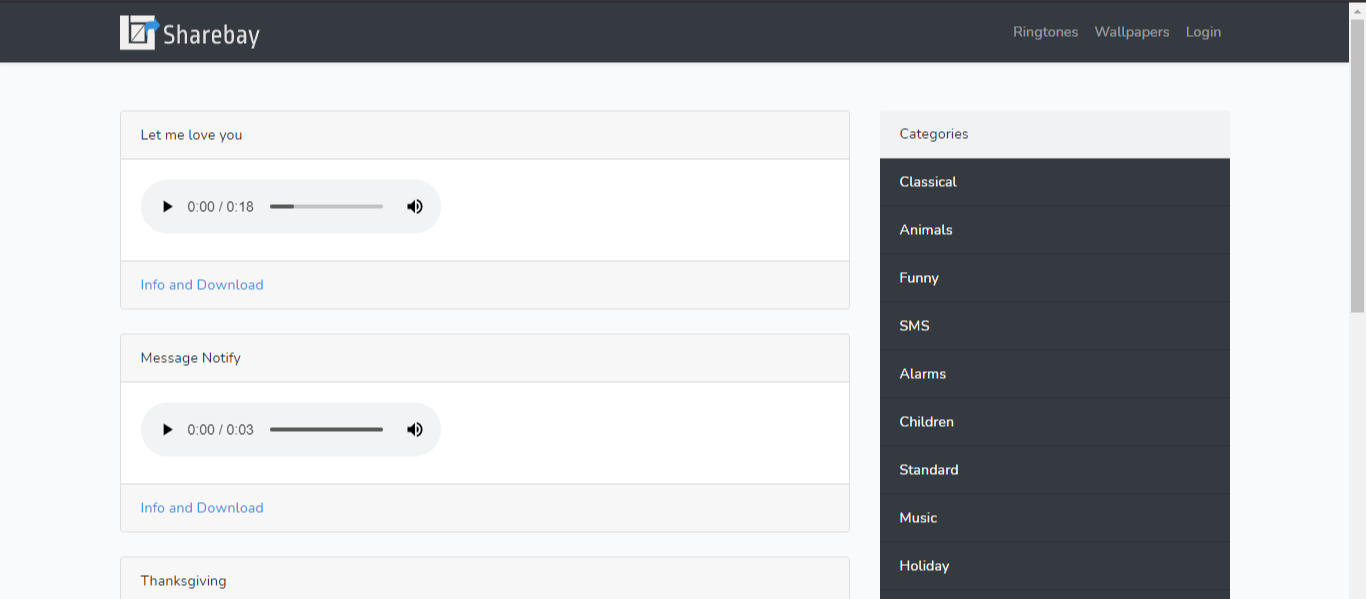 Sharebay
Ringtones Wallpapers Login
Let me love you
0:00 / 0:18
Info and Download
Message Notify
0:00 / 0:03
Info and Download
Thanksgiving
Categories
Classical
Animals
Funny
SMS
Alarms
Children
Standard
Music
Holiday